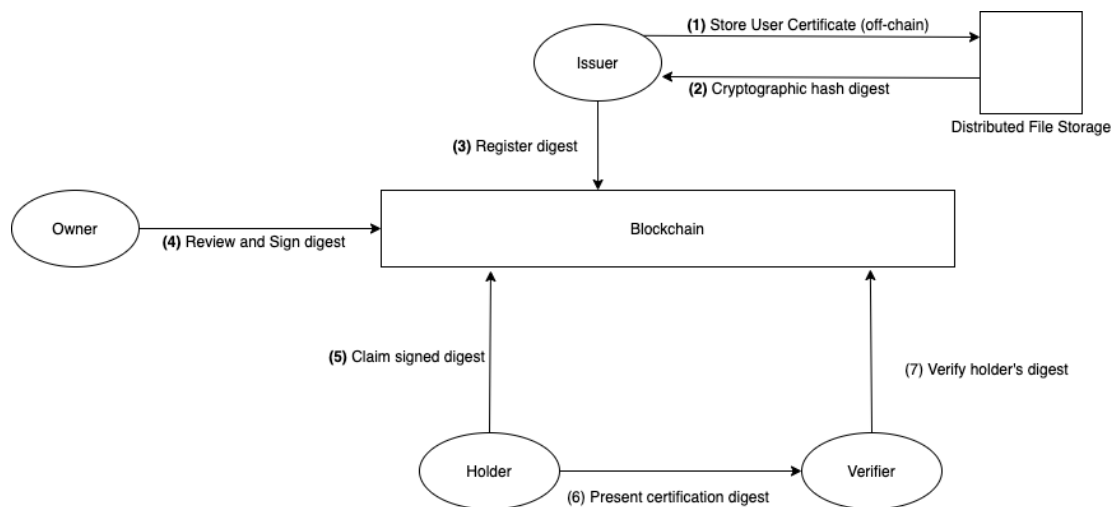 (1) Store User Certificate (off-chain)
Issuer
(2) Cryptographic hash digest
Distributed File Storage
(3) Register digest
Owner
Blockchain
(4) Review and Sign digest
(5) Claim signed digest
(7) Verify holder's digest
Holder
Verifier
(6) Present certification digest